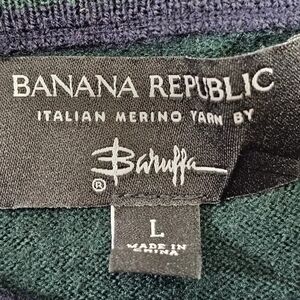 BANANA REPUBLIC
ITALIAN MERINO YARN BY
Baruffa
®
L
MADE IN
CHINA